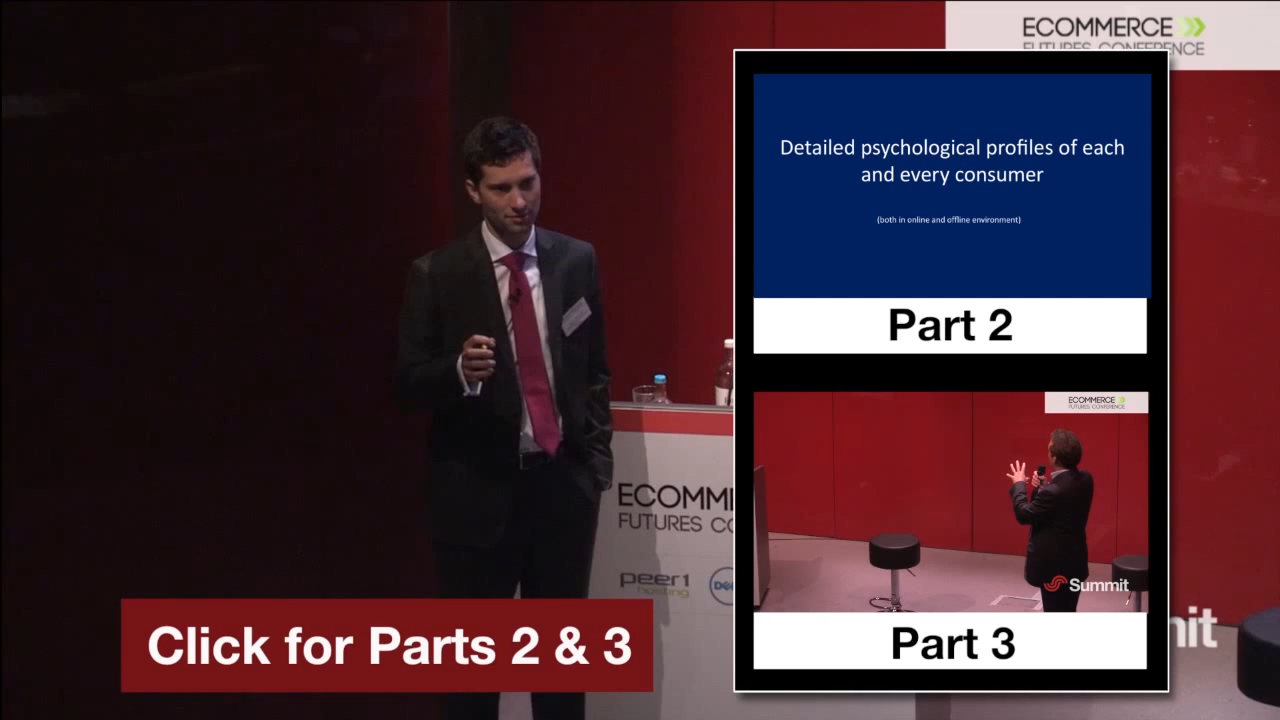 ECOMMERCE
FUTURES CONFERENCE
Detailed psychological profiles of each
and every consumer
(both in online and offline environment)
Part 2
ECOMMERCE
FUTURES CONFERENCE
Summit
Part 3
ECOMM
FUTURES CO
peer1
hosting
DELL
Click for Parts 2 & 3